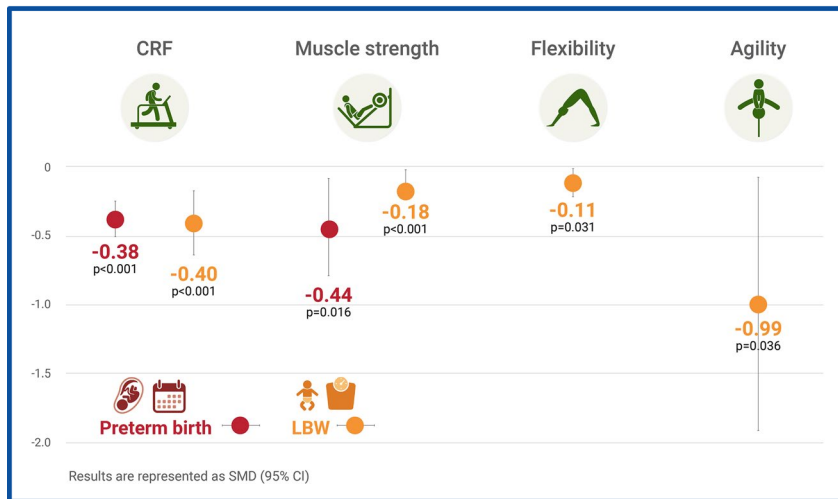 CRF Muscle strength Flexibility Agility
0
-0.5
-1.0
-1.5
-2.0
-0.38
p<0.001
-0.40
p<0.001
-0.44
p=0.016
-0.18
p<0.001
-0.11
p=0.031
-0.99
p=0.036
Preterm birth LBW
Results are represented as SMD (95% CI)